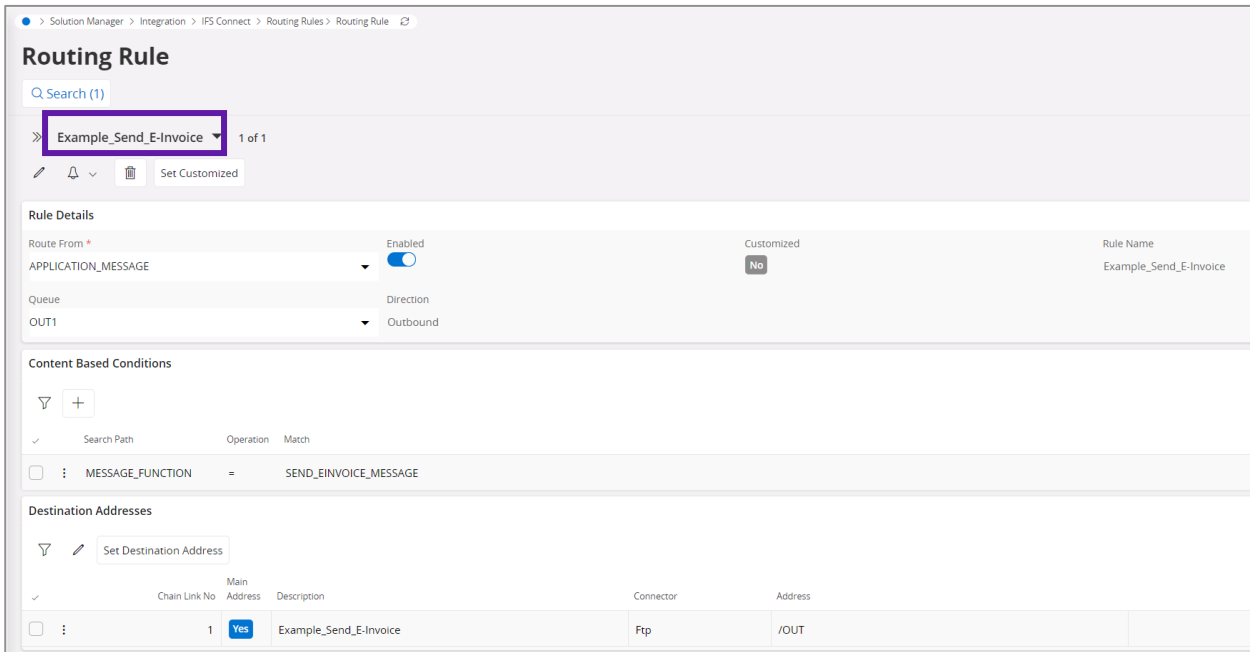 > Solution Manager > Integration > IFS Connect > Routing Rules > Routing Rule
Routing Rule
Search (1)
Example_Send_E-Invoice 1 of 1
Set Customized
Rule Details
Route From * Enabled Customized Rule Name
APPLICATION_MESSAGE No Example_Send_E-Invoice
Queue Direction
OUT1 Outbound
Content Based Conditions
Search Path Operation Match
MESSAGE_FUNCTION = SEND_EINVOICE_MESSAGE
Destination Addresses
Set Destination Address
Chain Link No Main Address Description Connector Address
1 Yes Example_Send_E-Invoice Ftp /OUT